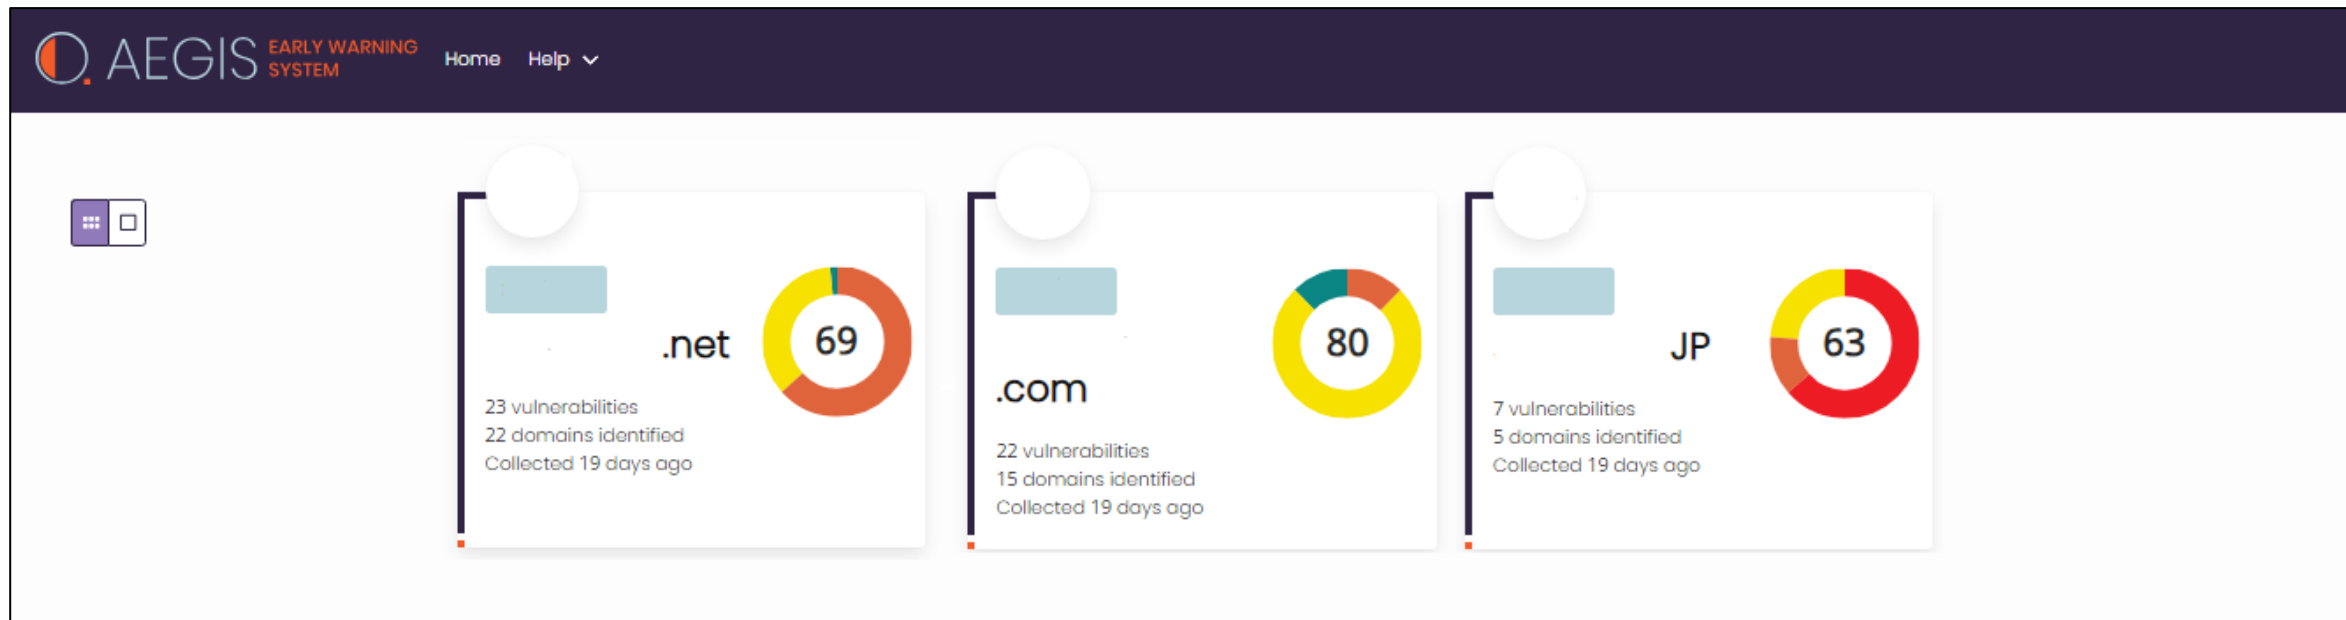 AEGIS EARLY WARNING SYSTEM
Home Help
.net
69
23 vulnerabilities
22 domains identified
Collected 19 days ago
.com
80
22 vulnerabilities
15 domains identified
Collected 19 days ago
JP
63
7 vulnerabilities
5 domains identified
Collected 19 days ago